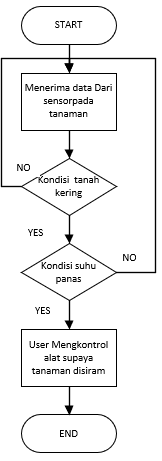 START
Menerima data Dari
sensorpada
tanaman
NO
Kondisi tanah
kering
YES
Kondisi suhu
panas
NO
YES
User Mengkontrol
alat supaya
tanaman disiram
END